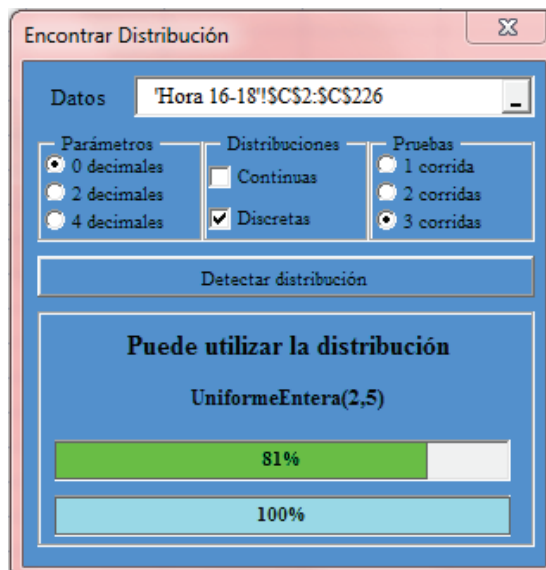 Encontrar Distribución
Datos 'Hora 16-18'!$C$2:$C$226
Parámetros Distribuciones Pruebas
0 decimales Continuas 1 corrida
2 decimales 2 corridas
4 decimales Discretas 3 corridas
Detectar distribución
Puede utilizar la distribución
UniformeEntera(2,5)
81%
100%